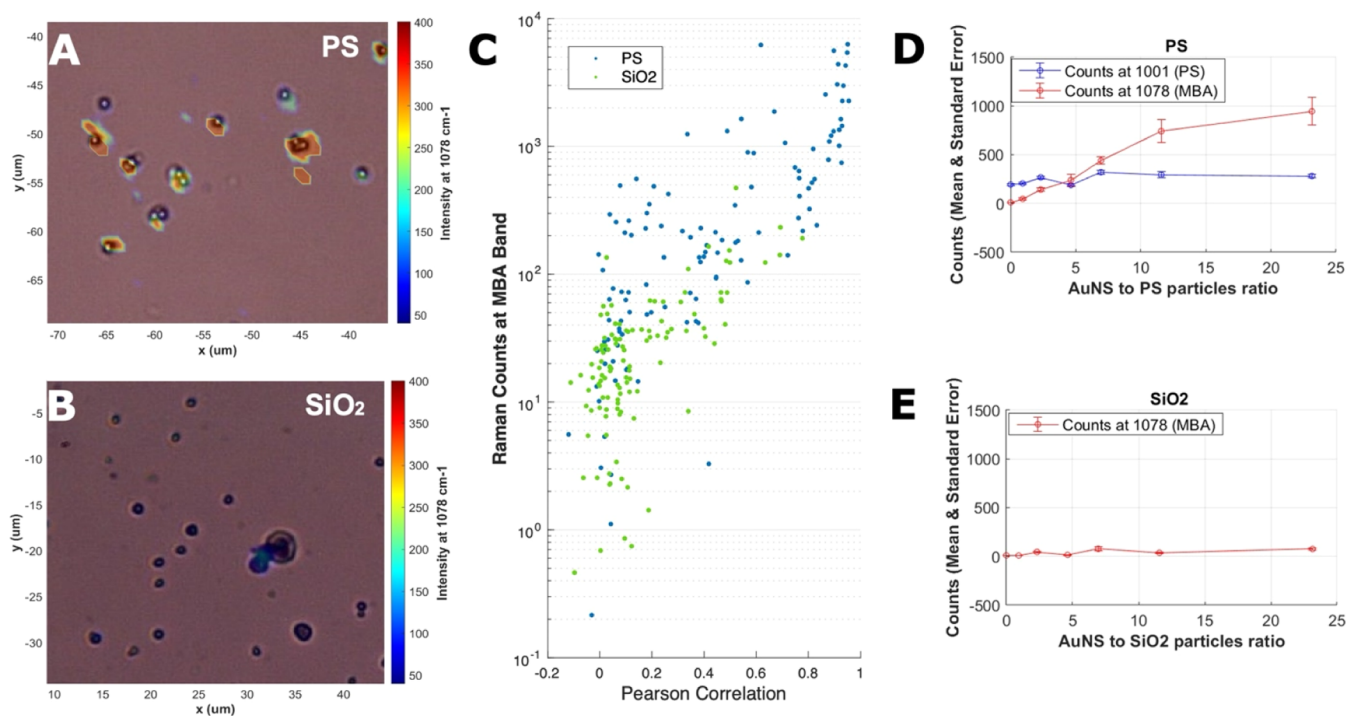 A
PS
-40
-45
-50
-55
-60
-65
y (um)
-70
-65
-60
-55
-50
-45
-40
x (um)
400
350
300
250
200
150
100
50
Intensity at 1078 cm-1
B
SiO2
-5
-10
-15
-20
-25
-30
y (um)
10
15
20
25
30
35
40
x (um)
400
350
300
250
200
150
100
50
Intensity at 1078 cm-1
C
PS
SiO2
10^4
10^3
10^2
10^1
10^0
10^-1
Raman Counts at MBA Band
-0.2
0
0.2
0.4
0.6
0.8
1
Pearson Correlation
D
PS
Counts at 1001 (PS)
Counts at 1078 (MBA)
1500
1000
500
0
-500
Counts (Mean & Standard Error)
0
5
10
15
20
25
AuNS to PS particles ratio
E
SiO2
Counts at 1078 (MBA)
1500
1000
500
0
-500
Counts (Mean & Standard Error)
0
5
10
15
20
25
AuNS to SiO2 particles ratio